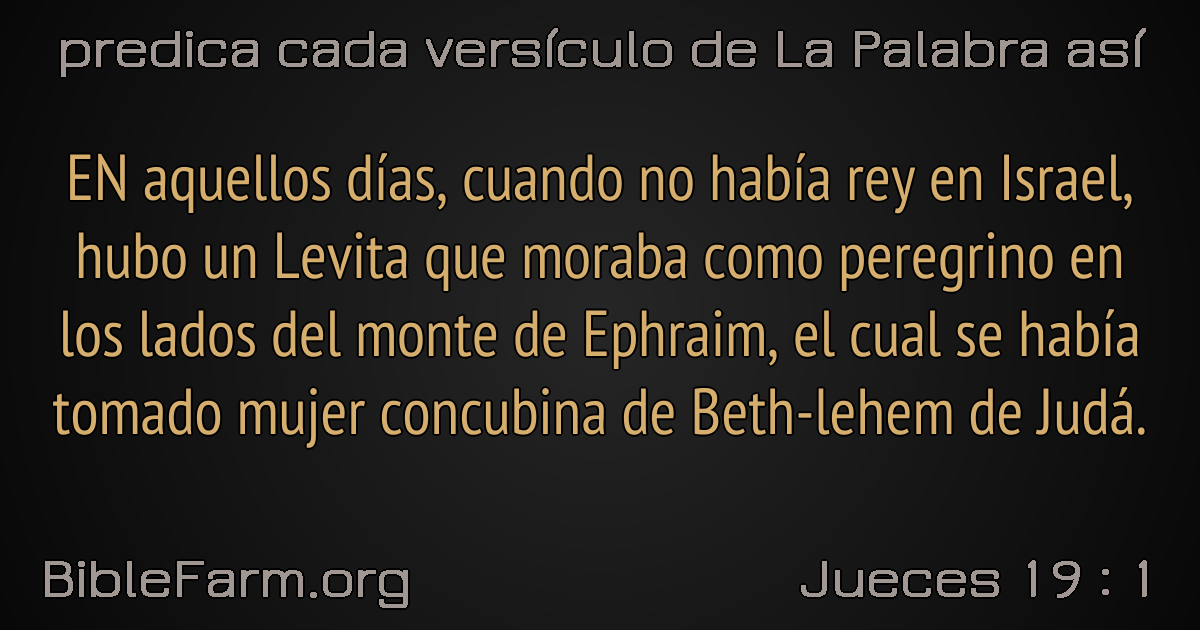 predica cada versículo de La Palabra así
EN aquellos días, cuando no había rey en Israel,
hubo un Levita que moraba como peregrino en
los lados del monte de Ephraim, el cual se había
tomado mujer concubina de Beth-lehem de Judá.
BibleFarm.org
Jueces 19 : 1